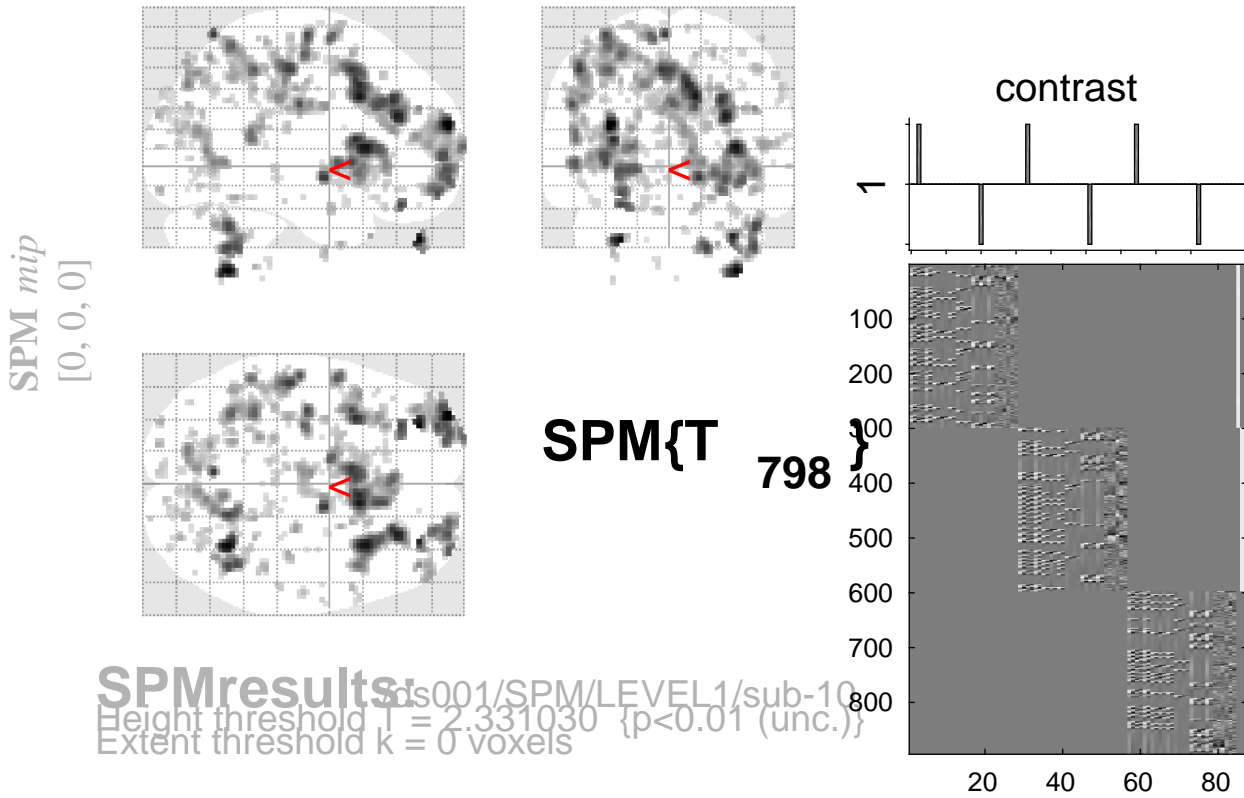 SPM mip
[0, 0, 0]
<
<
<
SPM{T798}
SPMresults: /ds001/SPM/LEVEL1/sub-10
Height threshold T = 2.331030 {p<0.01 (unc.)}
Extent threshold k = 0 voxels
contrast
1
100
200
300
400
500
600
700
800
20 40 60 80